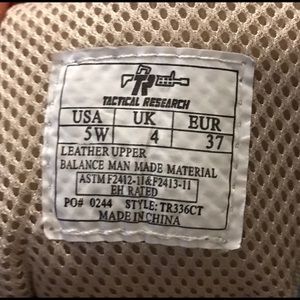 TACTICAL RESEARCH
USA UK EUR
5W 4 37
LEATHER UPPER
BALANCE MAN MADE MATERIAL
ASTM F2412-11&F2413-11
EH RATED
PO# 0244 STYLE: TR336CT
MADE IN CHINA